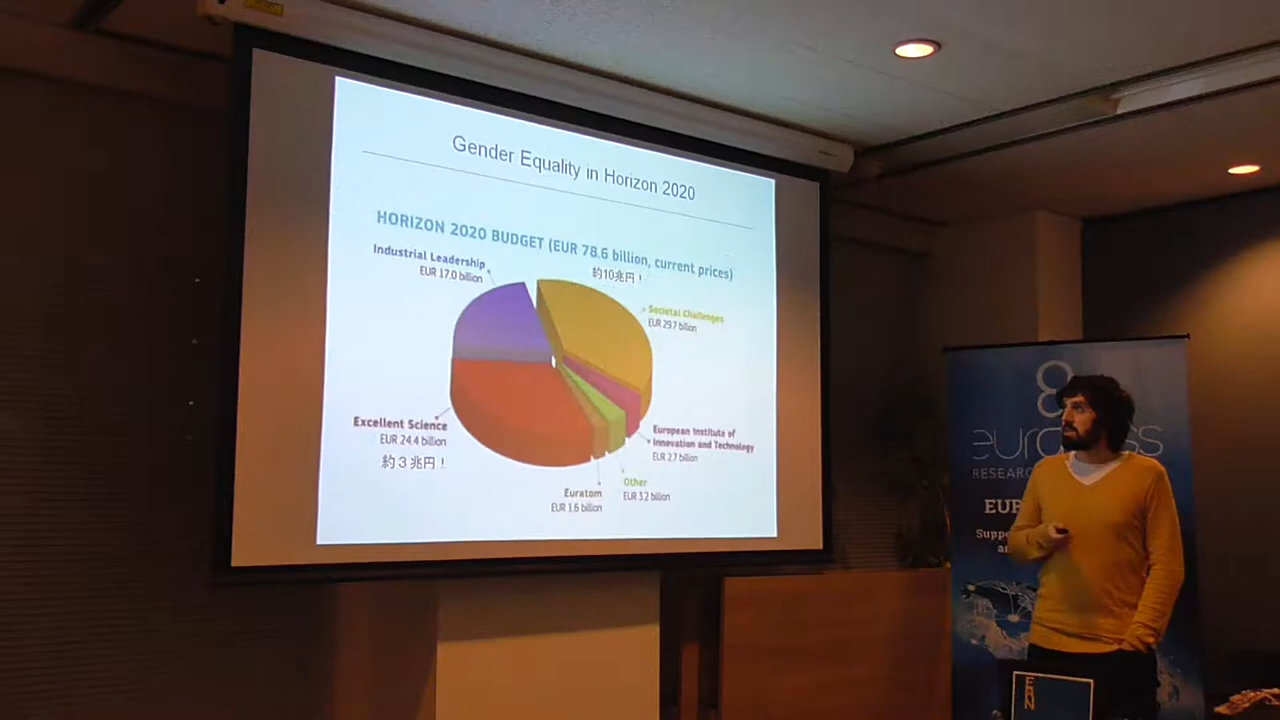 Gender Equality in Horizon 2020
HORIZON 2020 BUDGET (EUR 78.6 billion, current prices)
約10兆円！
Industrial Leadership
EUR 17.0 billion
Societal Challenges
EUR 29.7 billion
Excellent Science
EUR 24.4 billion
約３兆円！
European Institute of
Innovation and Technology
EUR 2.7 billion
Other
EUR 3.2 billion
Euratom
EUR 1.6 billion
RESEAR
EUR
Supp